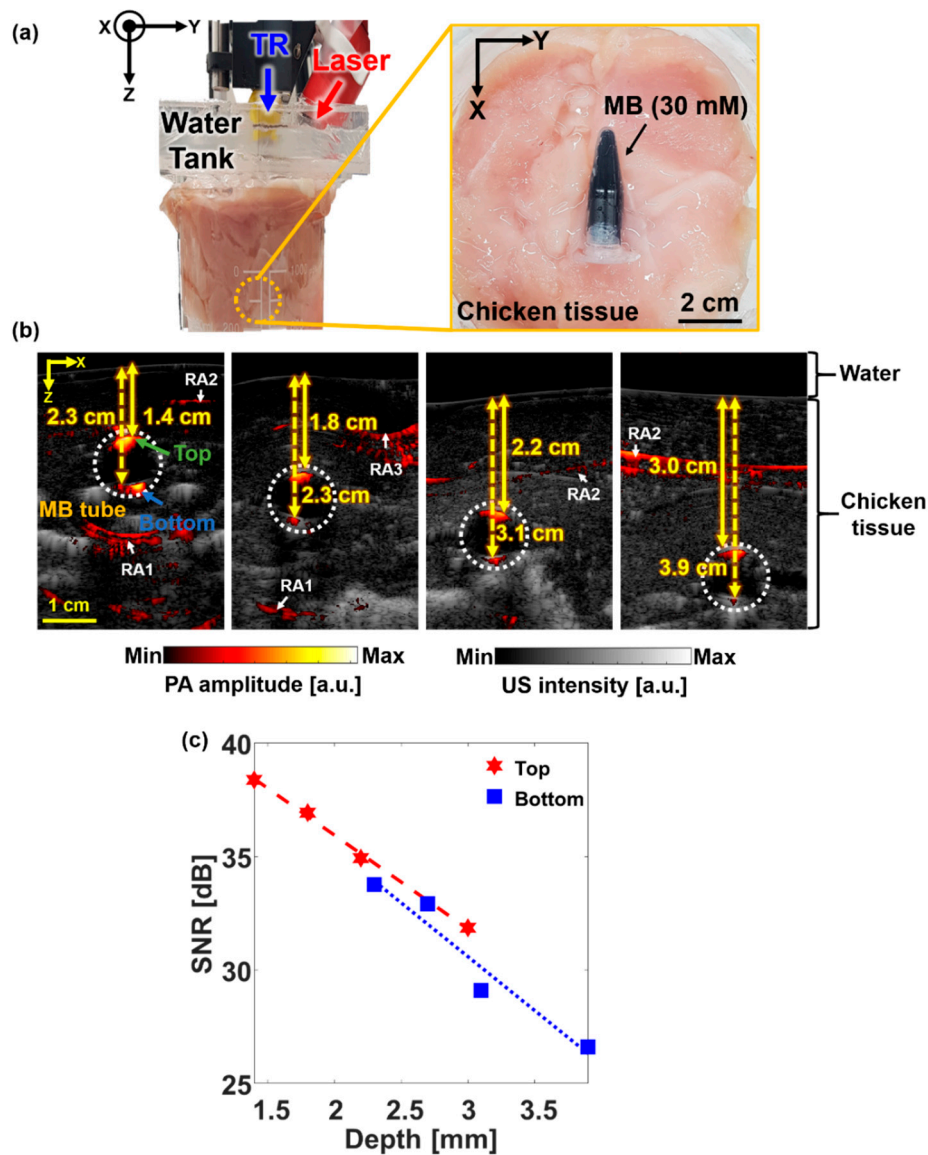 (a)
X
Y
Z
TR
Laser
Water
Tank
Y
X
MB (30 mM)
Chicken tissue
2 cm
(b)
X
Z
RA2
2.3 cm
1.4 cm
Top
MB tube
Bottom
RA1
1 cm
1.8 cm
RA3
2.3 cm
RA1
2.2 cm
RA2
3.1 cm
RA2
3.0 cm
3.9 cm
Water
Chicken
tissue
Min
Max
PA amplitude [a.u.]
Min
Max
US intensity [a.u.]
(c)
40
35
30
25
SNR [dB]
Top
Bottom
1.5
2
2.5
3
3.5
Depth [mm]